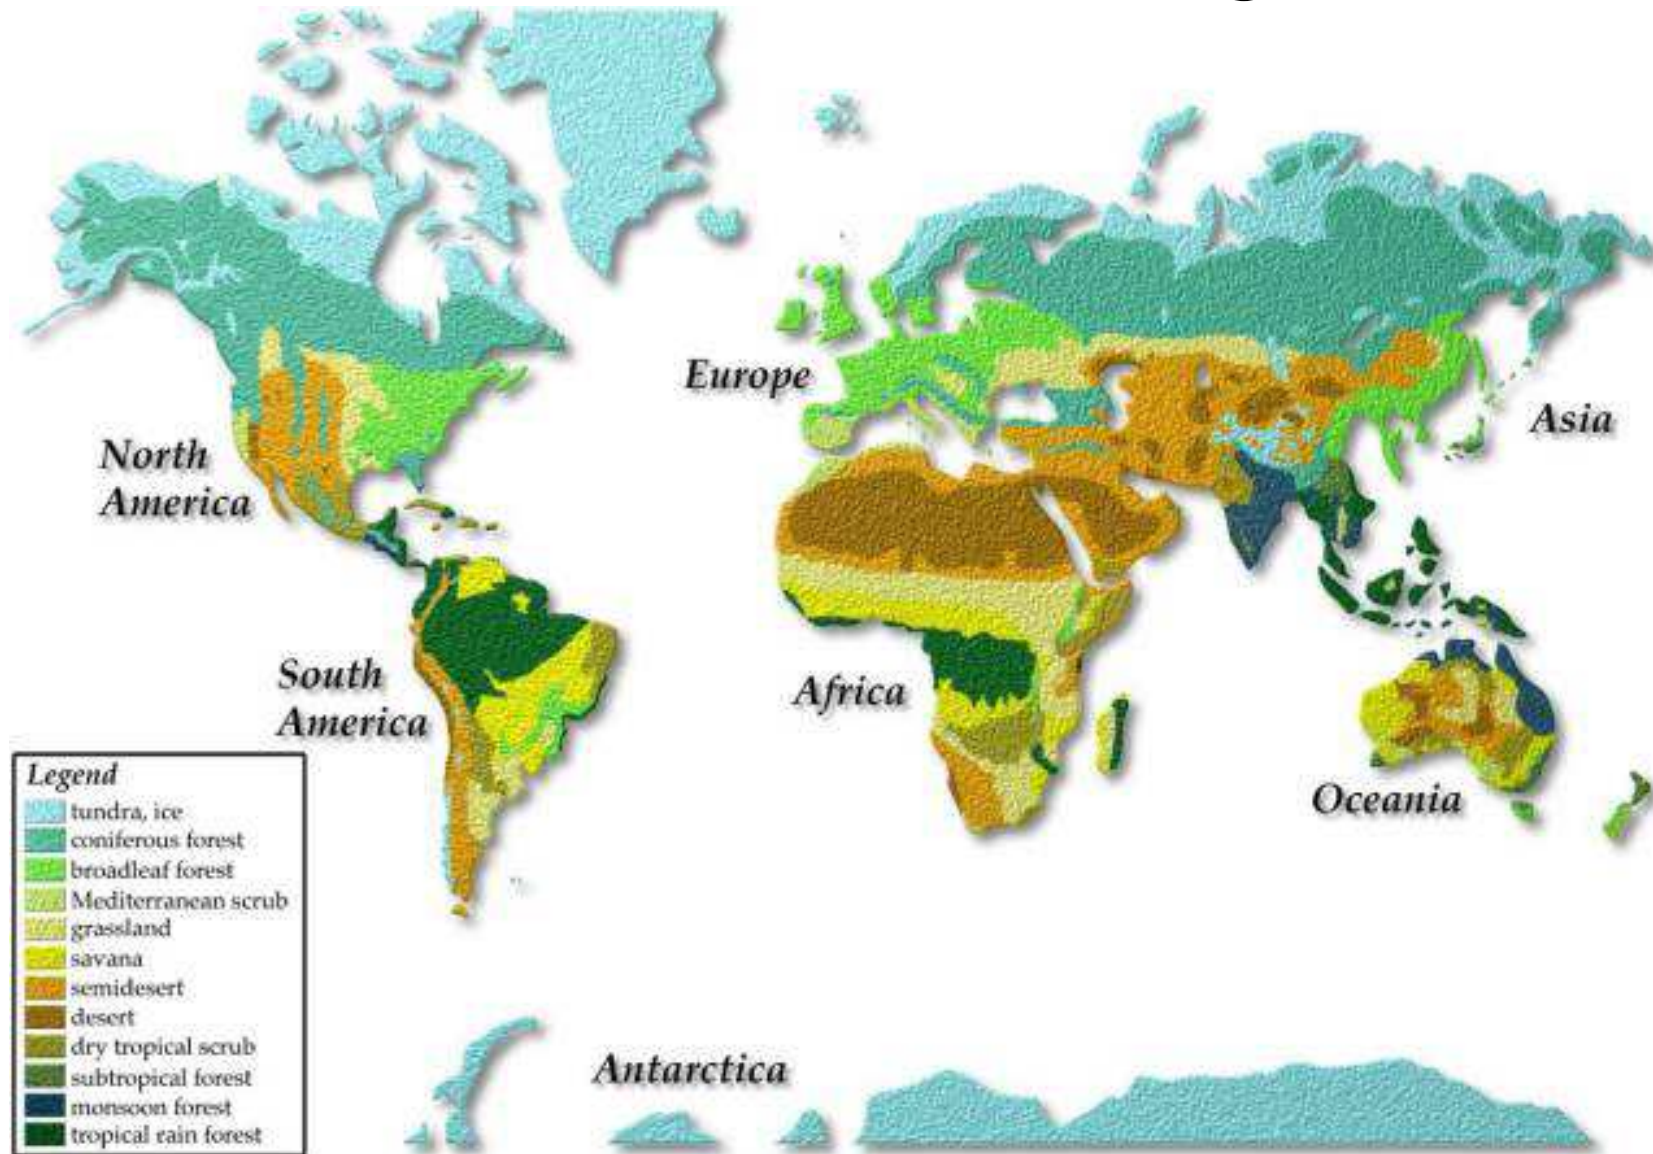 Europe
Asia
North
America
South
America
Africa
Oceania
Antarctica
Legend
tundra, ice
coniferous forest
broadleaf forest
Mediterranean scrub
grassland
savana
semidesert
desert
dry tropical scrub
subtropical forest
monsoon forest
tropical rain forest